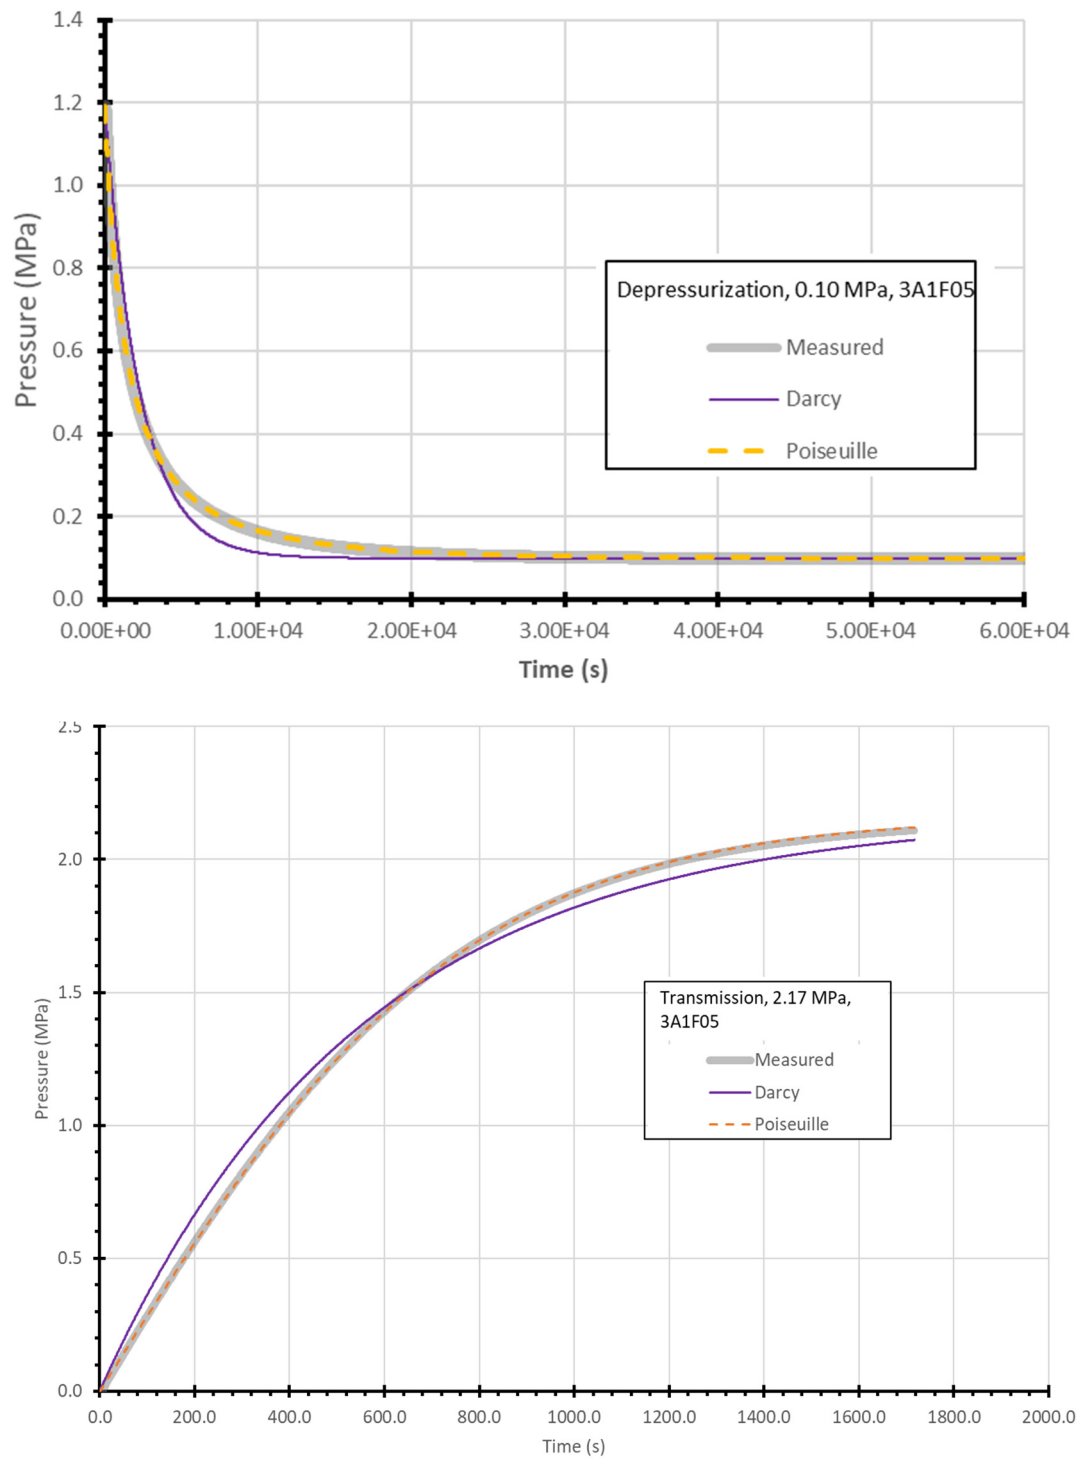 1.4
1.2
1.0
0.8
0.6
0.4
0.2
0.0
Pressure (MPa)
Depressurization, 0.10 MPa, 3A1F05
Measured
Darcy
Poiseuille
0.00E+00 1.00E+04 2.00E+04 3.00E+04 4.00E+04 5.00E+04 6.00E+04
Time (s)
2.5
2.0
1.5
1.0
0.5
0.0
Pressure (MPa)
Transmission, 2.17 MPa,
3A1F05
Measured
Darcy
Poiseuille
0.0 200.0 400.0 600.0 800.0 1000.0 1200.0 1400.0 1600.0 1800.0 2000.0
Time (s)